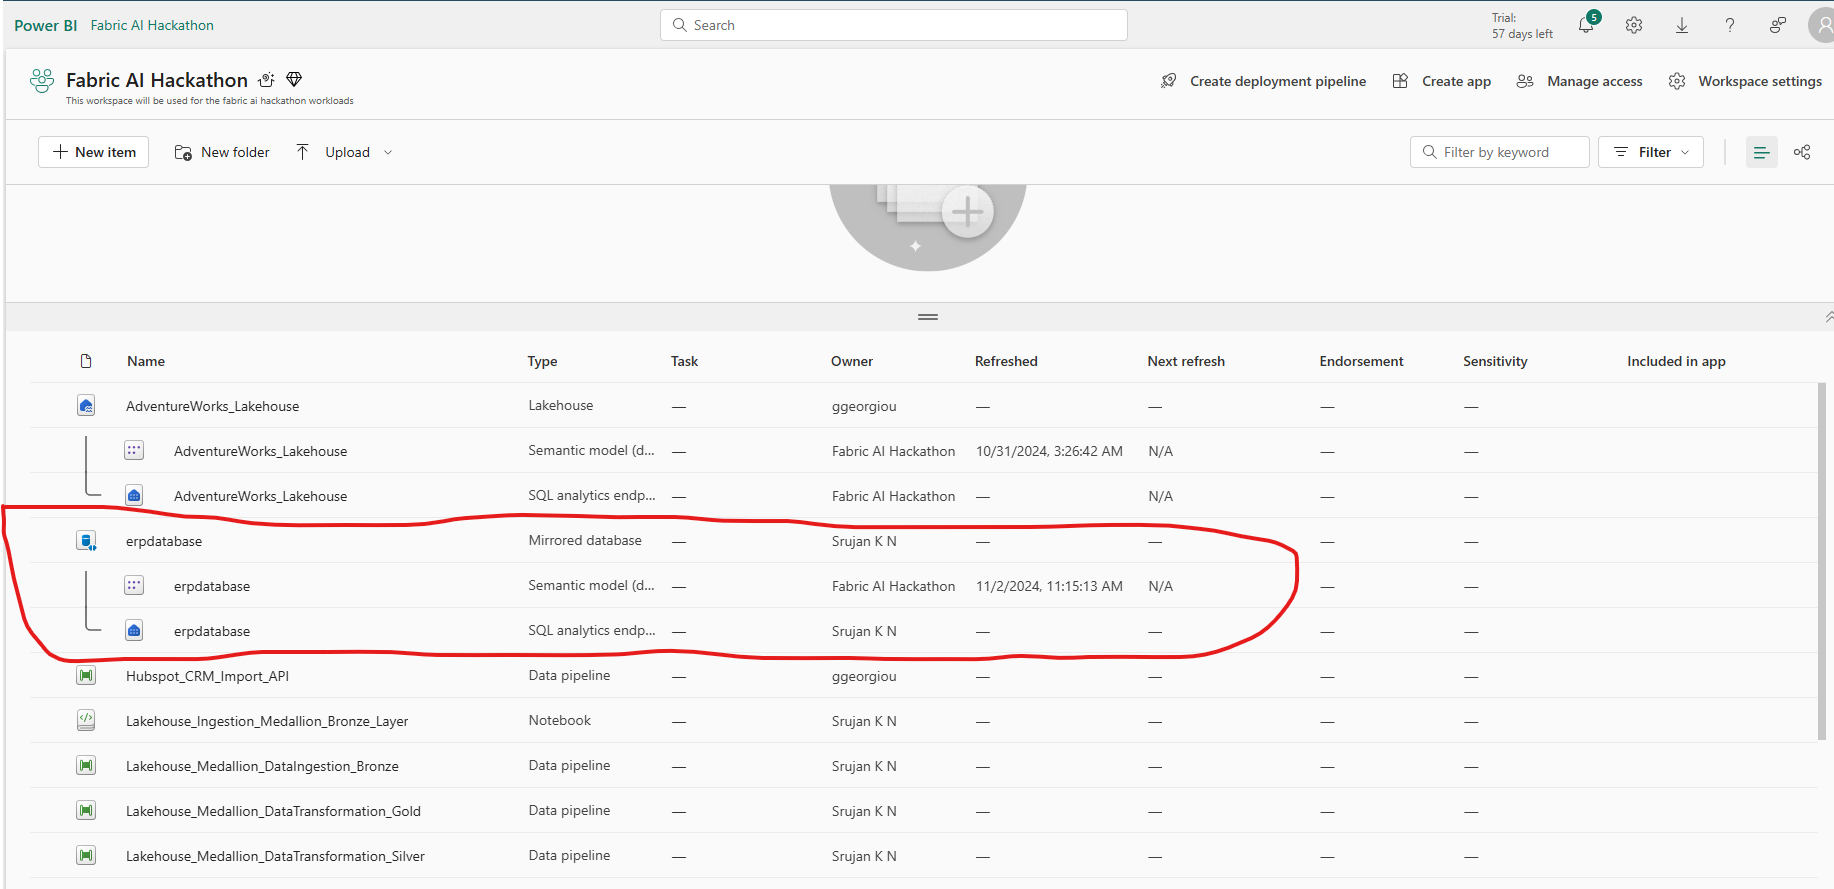 Power BI Fabric AI Hackathon Search Trial: 5
57 days left
Fabric AI Hackathon Create deployment pipeline Create app Manage access Workspace settings
This workspace will be used for the fabric ai hackathon workloads
New item New folder Upload Filter by keyword Filter
Name Type Task Owner Refreshed Next refresh Endorsement Sensitivity Included in app
AdventureWorks_Lakehouse Lakehouse — ggeorgiou — — — —
AdventureWorks_Lakehouse Semantic model (d... — Fabric AI Hackathon 10/31/2024, 3:26:42 AM N/A — —
AdventureWorks_Lakehouse SQL analytics endp... — Fabric AI Hackathon — N/A — —
erpdatabase Mirrored database — Srujan K N — — — —
erpdatabase Semantic model (d... — Fabric AI Hackathon 11/2/2024, 11:15:13 AM N/A — —
erpdatabase SQL analytics endp... — Srujan K N — — — —
Hubspot_CRM_Import_API Data pipeline — ggeorgiou — — — —
Lakehouse_Ingestion_Medallion_Bronze_Layer Notebook — Srujan K N — — — —
Lakehouse_Medallion_DataIngestion_Bronze Data pipeline — Srujan K N — — — —
Lakehouse_Medallion_DataTransformation_Gold Data pipeline — Srujan K N — — — —
Lakehouse_Medallion_DataTransformation_Silver Data pipeline — Srujan K N — — — —